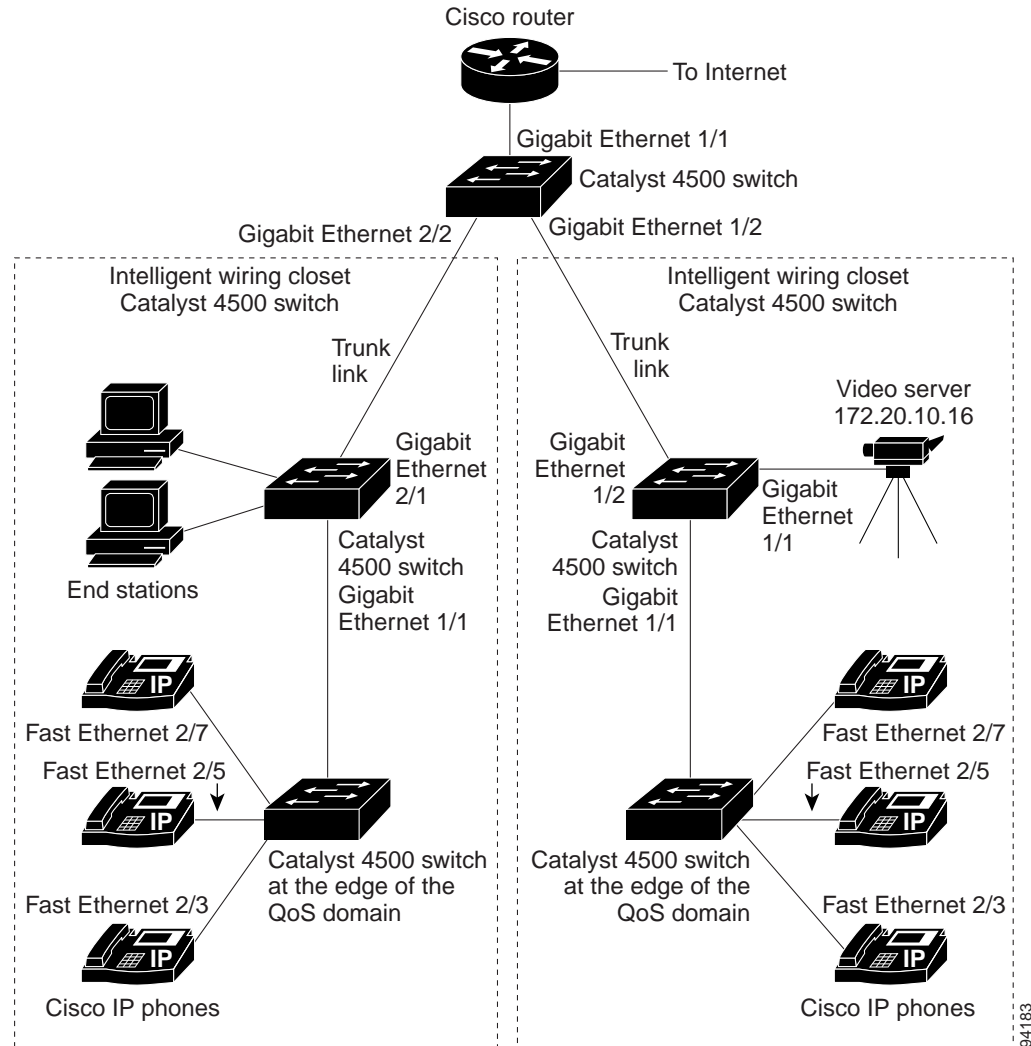 Cisco router
To Internet
Gigabit Ethernet 1/1
Catalyst 4500 switch
Gigabit Ethernet 2/2
Gigabit Ethernet 1/2
Intelligent wiring closet
Catalyst 4500 switch
Trunk
link
End stations
Gigabit
Ethernet
2/1
Catalyst
4500 switch
Gigabit
Ethernet 1/1
IP
Fast Ethernet 2/7
Fast Ethernet 2/5
IP
Fast Ethernet 2/3
IP
Cisco IP phones
Catalyst 4500 switch
at the edge of the
QoS domain
Intelligent wiring closet
Catalyst 4500 switch
Trunk
link
Video server
172.20.10.16
Gigabit
Ethernet
1/2
Gigabit
Ethernet
1/1
Catalyst
4500 switch
Gigabit
Ethernet 1/1
IP
Fast Ethernet 2/7
Fast Ethernet 2/5
IP
Catalyst 4500 switch
at the edge of the
QoS domain
Fast Ethernet 2/3
IP
Cisco IP phones
94183